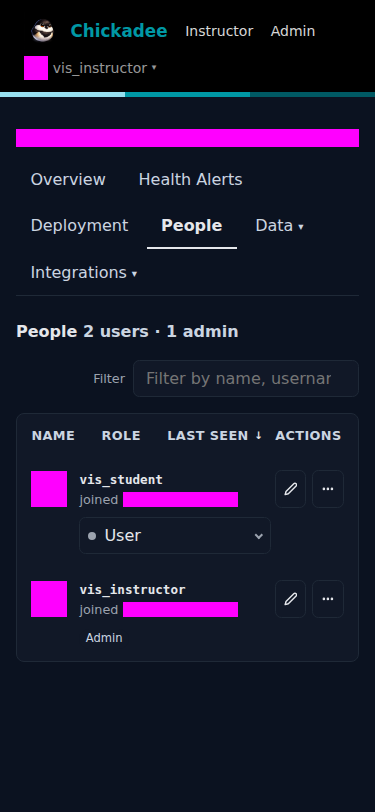 Chickadee Instructor Admin
vis_instructor ▾
Overview Health Alerts
Deployment People Data ▾
Integrations ▾
People 2 users · 1 admin
Filter Filter by name, usernar
NAME ROLE LAST SEEN ↓ ACTIONS
vis_student
joined
User
vis_instructor
joined
Admin